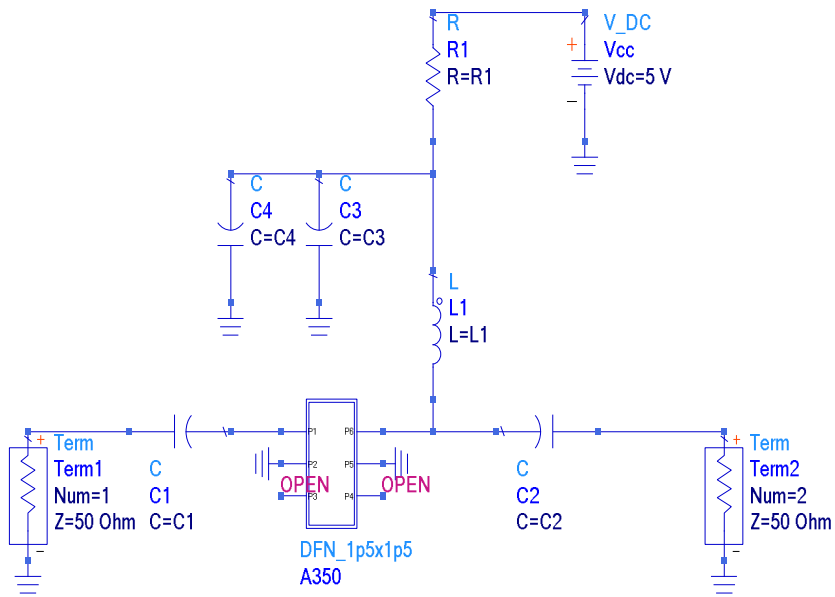 R
R1
R=R1
V_DC
+
Vcc
Vdc=5 V
−
C
C4
C=C4
C
C3
C=C3
L
L1
L=L1
P1
P6
P2
P5
OPEN
P3
P4
OPEN
DFN_1p5x1p5
A350
+
Term
Term1
Num=1
Z=50 Ohm
−
C
C1
C=C1
C
C2
C=C2
+
Term
Term2
Num=2
Z=50 Ohm
−